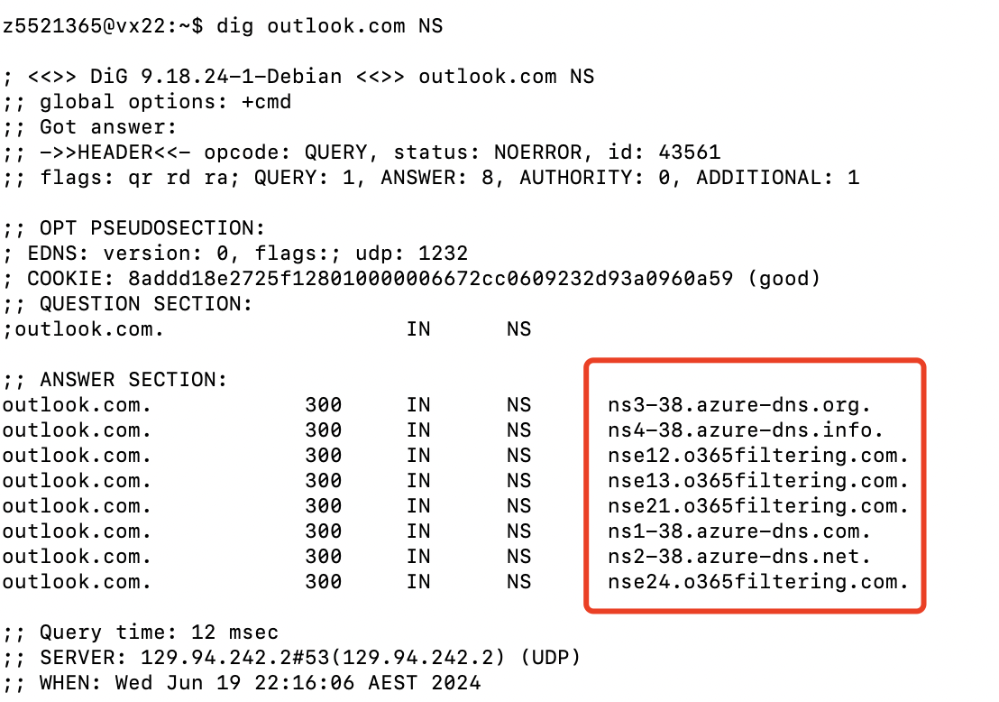 z5521365@vx22:~$ dig outlook.com NS
; <<>> DiG 9.18.24-1-Debian <<>> outlook.com NS
;; global options: +cmd
;; Got answer:
;; ->>HEADER<<- opcode: QUERY, status: NOERROR, id: 43561
;; flags: qr rd ra; QUERY: 1, ANSWER: 8, AUTHORITY: 0, ADDITIONAL: 1
;; OPT PSEUDOSECTION:
; EDNS: version: 0, flags:; udp: 1232
; COOKIE: 8addd18e2725f128010000006672cc0609232d93a0960a59 (good)
;; QUESTION SECTION:
;outlook.com. IN NS
;; ANSWER SECTION:
outlook.com. 300 IN NS ns3-38.azure-dns.org.
outlook.com. 300 IN NS ns4-38.azure-dns.info.
outlook.com. 300 IN NS nse12.o365filtering.com.
outlook.com. 300 IN NS nse13.o365filtering.com.
outlook.com. 300 IN NS nse21.o365filtering.com.
outlook.com. 300 IN NS ns1-38.azure-dns.com.
outlook.com. 300 IN NS ns2-38.azure-dns.net.
outlook.com. 300 IN NS nse24.o365filtering.com.
;; Query time: 12 msec
;; SERVER: 129.94.242.2#53(129.94.242.2) (UDP)
;; WHEN: Wed Jun 19 22:16:06 AEST 2024